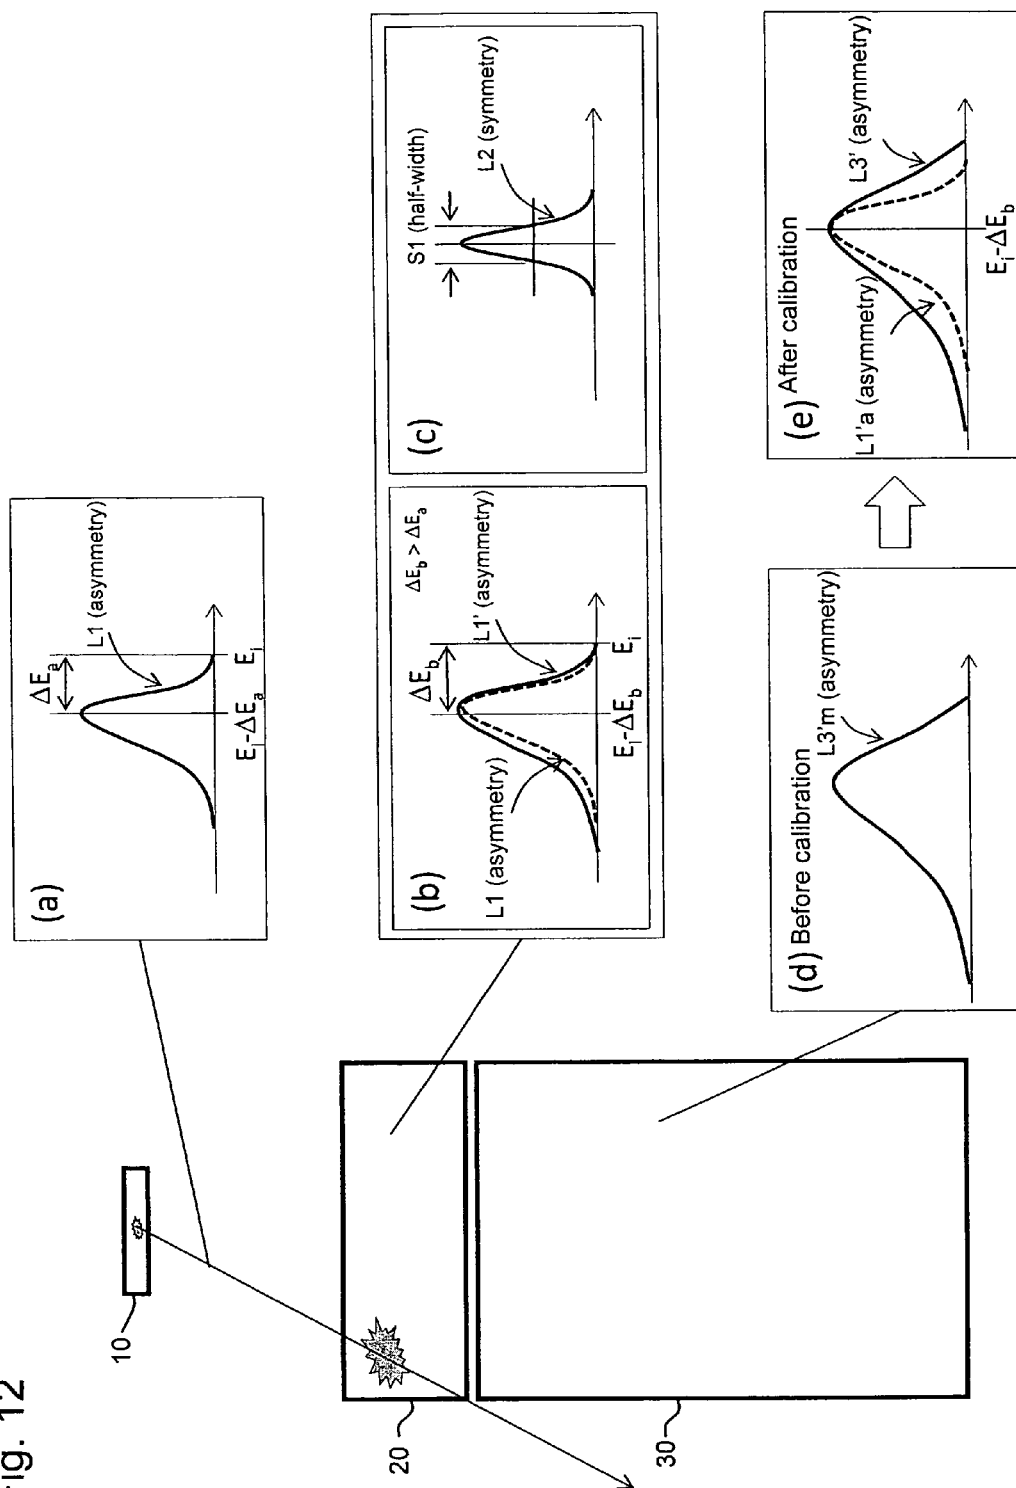 Fig. 12
10
20
30
(a)
ΔEa
L1 (asymmetry)
Ei-ΔEa
Ei
(b)
ΔEb > ΔEa
ΔEb
L1' (asymmetry)
L1 (asymmetry)
Ei-ΔEb
Ei
(c)
S1 (half-width)
L2 (symmetry)
(d) Before calibration
L3'm (asymmetry)
(e) After calibration
L3' (asymmetry)
L1'a (asymmetry)
Ei-ΔEb